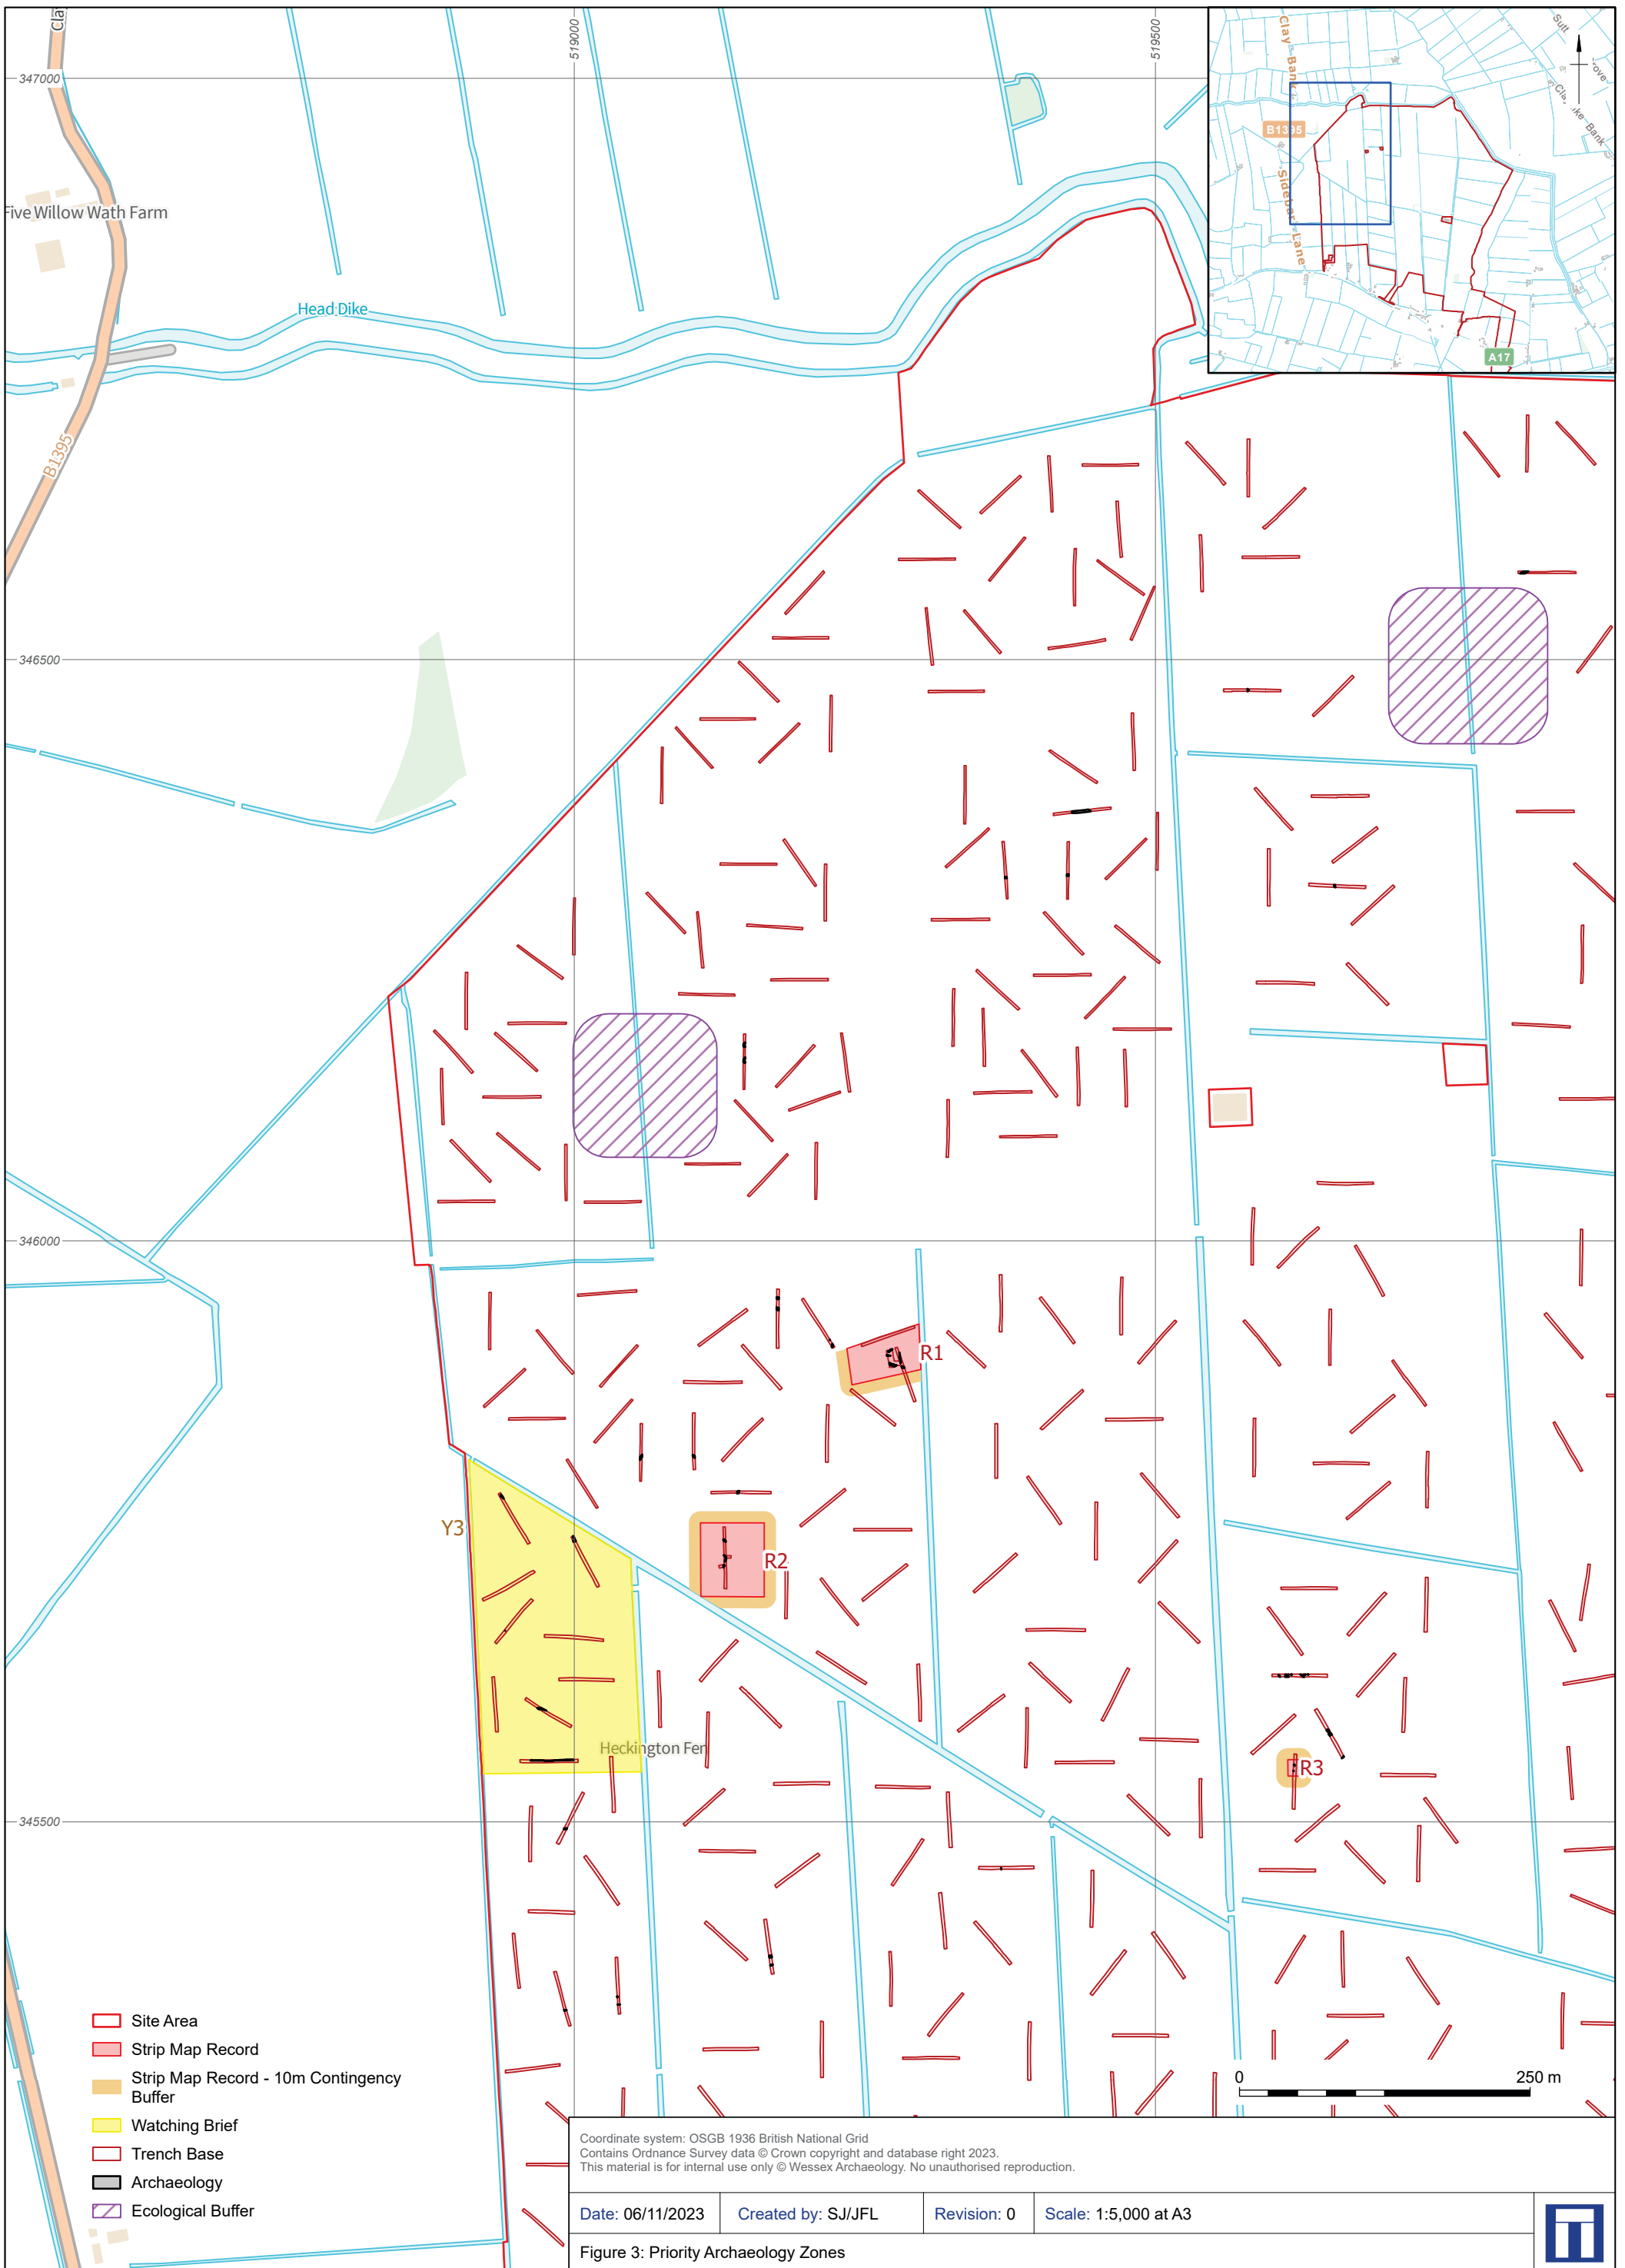 Cla
519000
519500
347000
Five Willow Wath Farm
Head Dike
B1395
Clay Bank
B1395
Sidebar Lane
Sutt
rove
Bank
A17
346500
346000
R1
Y3
R2
Heckington Fen
R3
345500
Site Area
Strip Map Record
Strip Map Record - 10m Contingency
Buffer
Watching Brief
Trench Base
Archaeology
Ecological Buffer
0
250 m
Coordinate system: OSGB 1936 British National Grid
Contains Ordnance Survey data © Crown copyright and database right 2023.
This material is for internal use only © Wessex Archaeology. No unauthorised reproduction.
Date: 06/11/2023
Created by: SJ/JFL
Revision: 0
Scale: 1:5,000 at A3
Figure 3: Priority Archaeology Zones